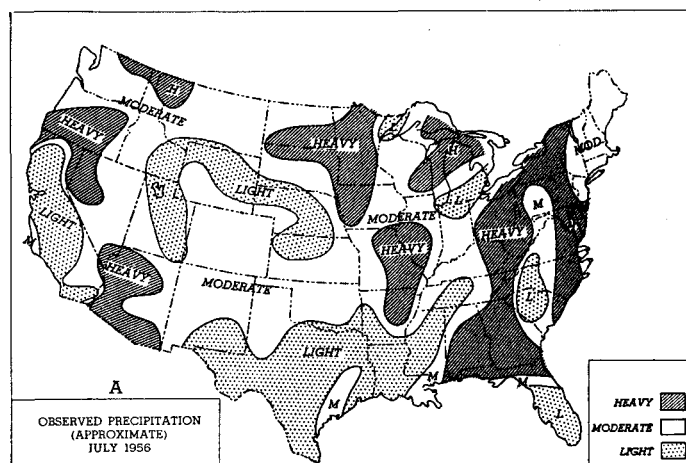 H
MODERATE
HEAVY
HEAVY
H
MOD.
LIGHT
M
L
LIGHT
L
M
MODERATE
LIGHT
M
HEAVY
HEAVY
HEAVY
MODERATE
L
LIGHT
A
M
M
M
L
OBSERVED PRECIPITATION
(APPROXIMATE)
JULY 1956
HEAVY
MODERATE
LIGHT